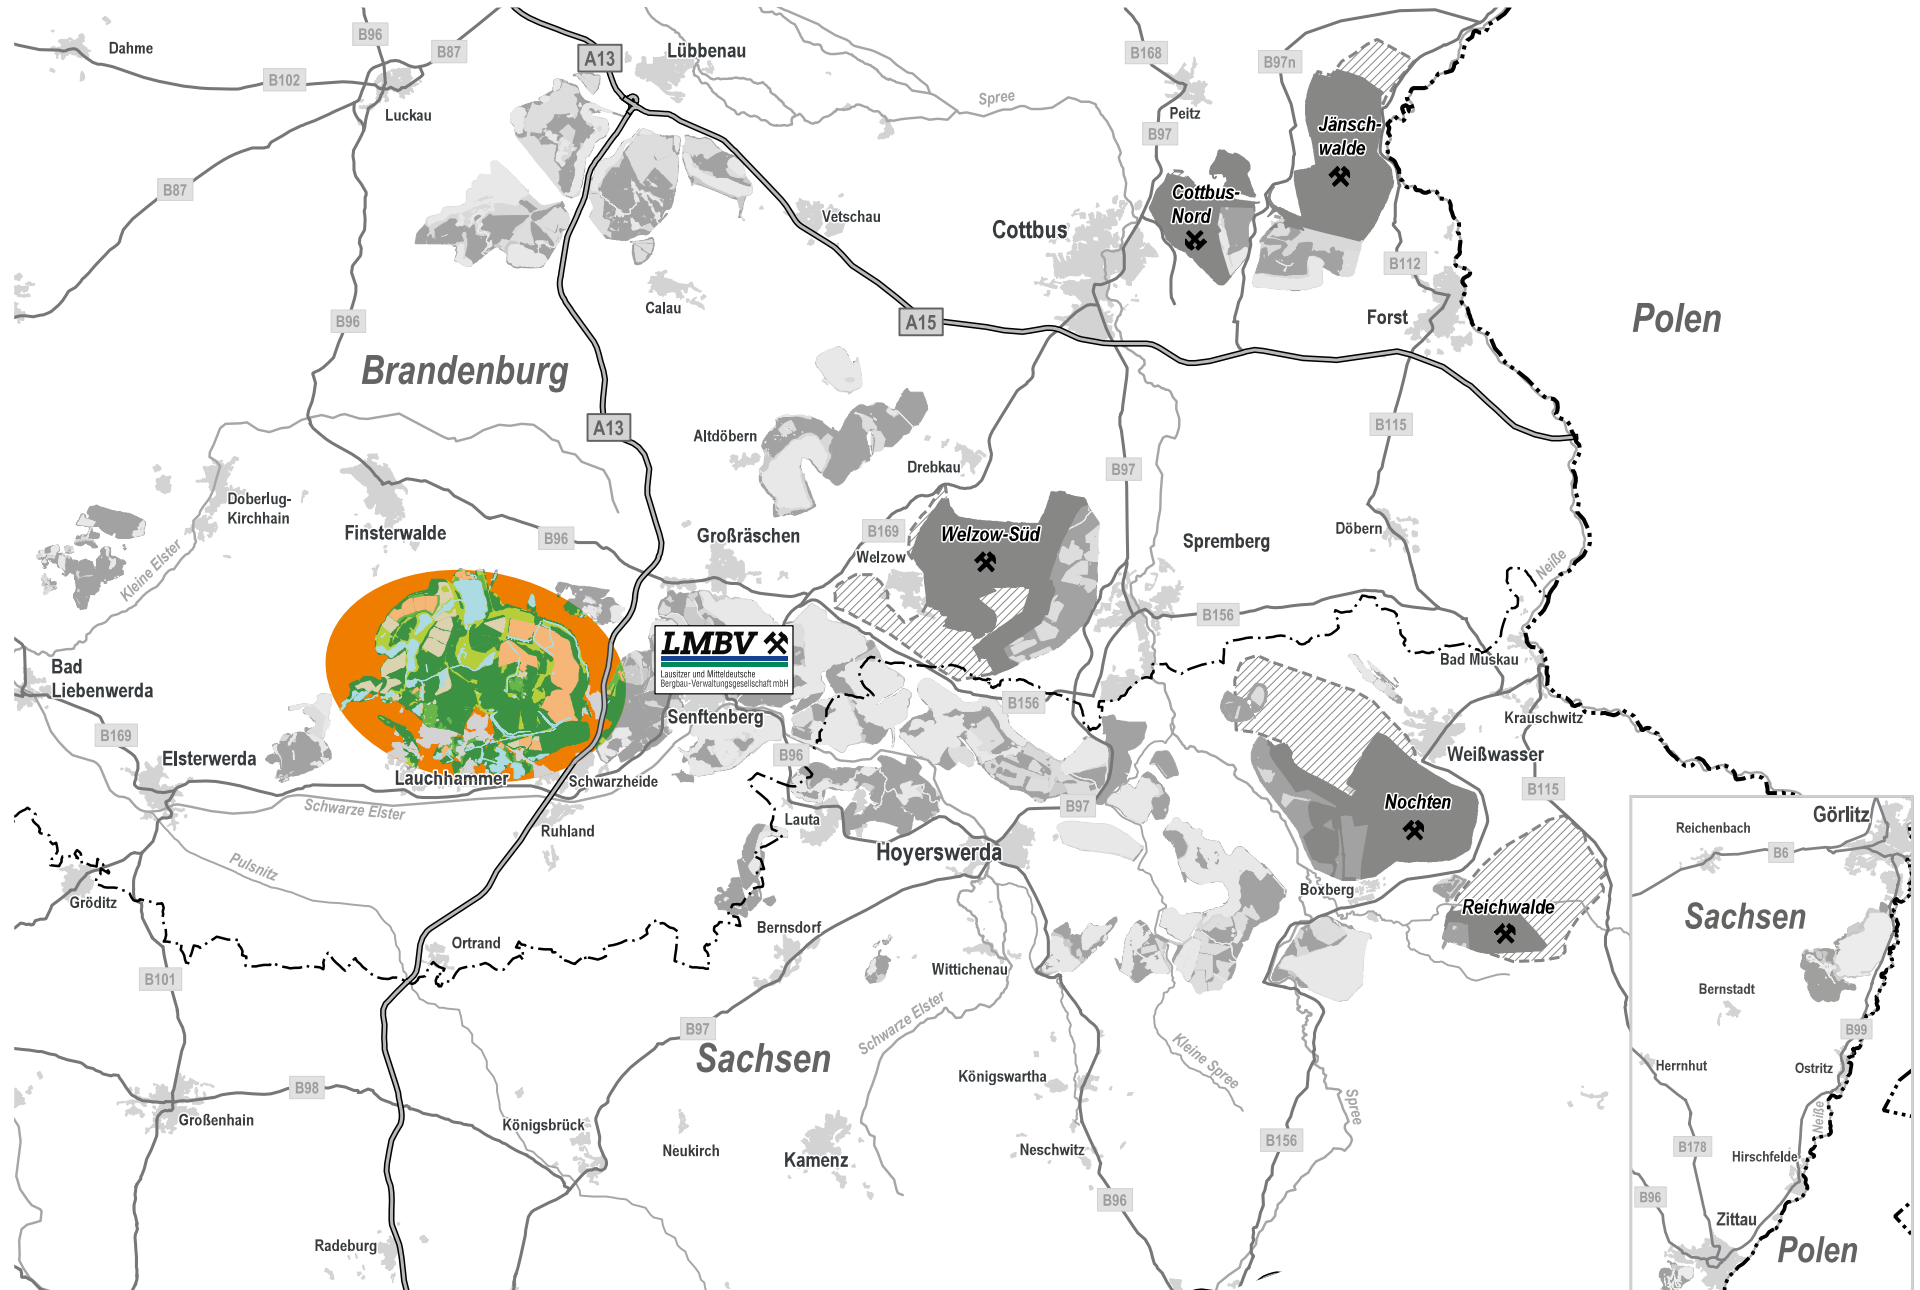 Dahme
B96
B87
A13
Lübbenau
B168
B97n
B102
Luckau
Spree
Peitz
Jänsch-
walde
B97
B87
Cottbus-
Nord
Vetschau
Cottbus
B112
Calau
B96
A15
Forst
Polen
Brandenburg
A13
Altdöbern
B115
Drebkau
B97
Doberlug-
Kirchhain
Finsterwalde
B96
Großräschen
B169
Welzow
Welzow-Süd
Spremberg
Döbern
Kleine Elster
Neiße
B156
LMBV
Lausitzer und Mitteldeutsche
Bergbau-Verwaltungsgesellschaft mbH
Bad
Liebenwerda
Bad Muskau
B156
Senftenberg
Krauschwitz
B169
Elsterwerda
B96
Weißwasser
Lauchhammer
Schwarzheide
B115
Schwarze Elster
Nochten
B97
Ruhland
Lauta
Görlitz
Reichenbach
B6
Pulsnitz
Hoyerswerda
Boxberg
Gröditz
Reichwalde
Sachsen
Bernsdorf
Ortrand
Wittichenau
B101
Bernstadt
Schwarze Elster
B97
B99
Sachsen
Kleine Spree
Herrnhut
Ostritz
Königswartha
B98
Spree
Großenhain
Königsbrück
Neiße
Neukirch
Kamenz
Neschwitz
B156
B178
Hirschfelde
B96
B96
Zittau
Radeburg
Polen